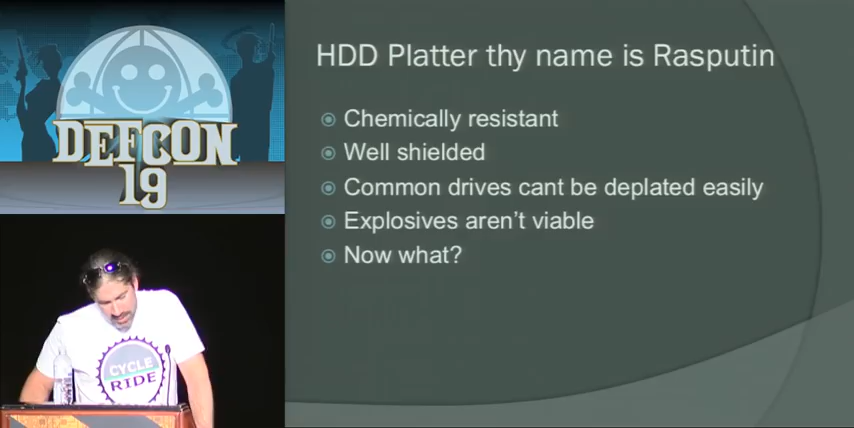 DEFCON
19
HDD Platter thy name is Rasputin
Chemically resistant
Well shielded
Common drives cant be deplated easily
Explosives aren't viable
Now what?
CYCLE
RIDE